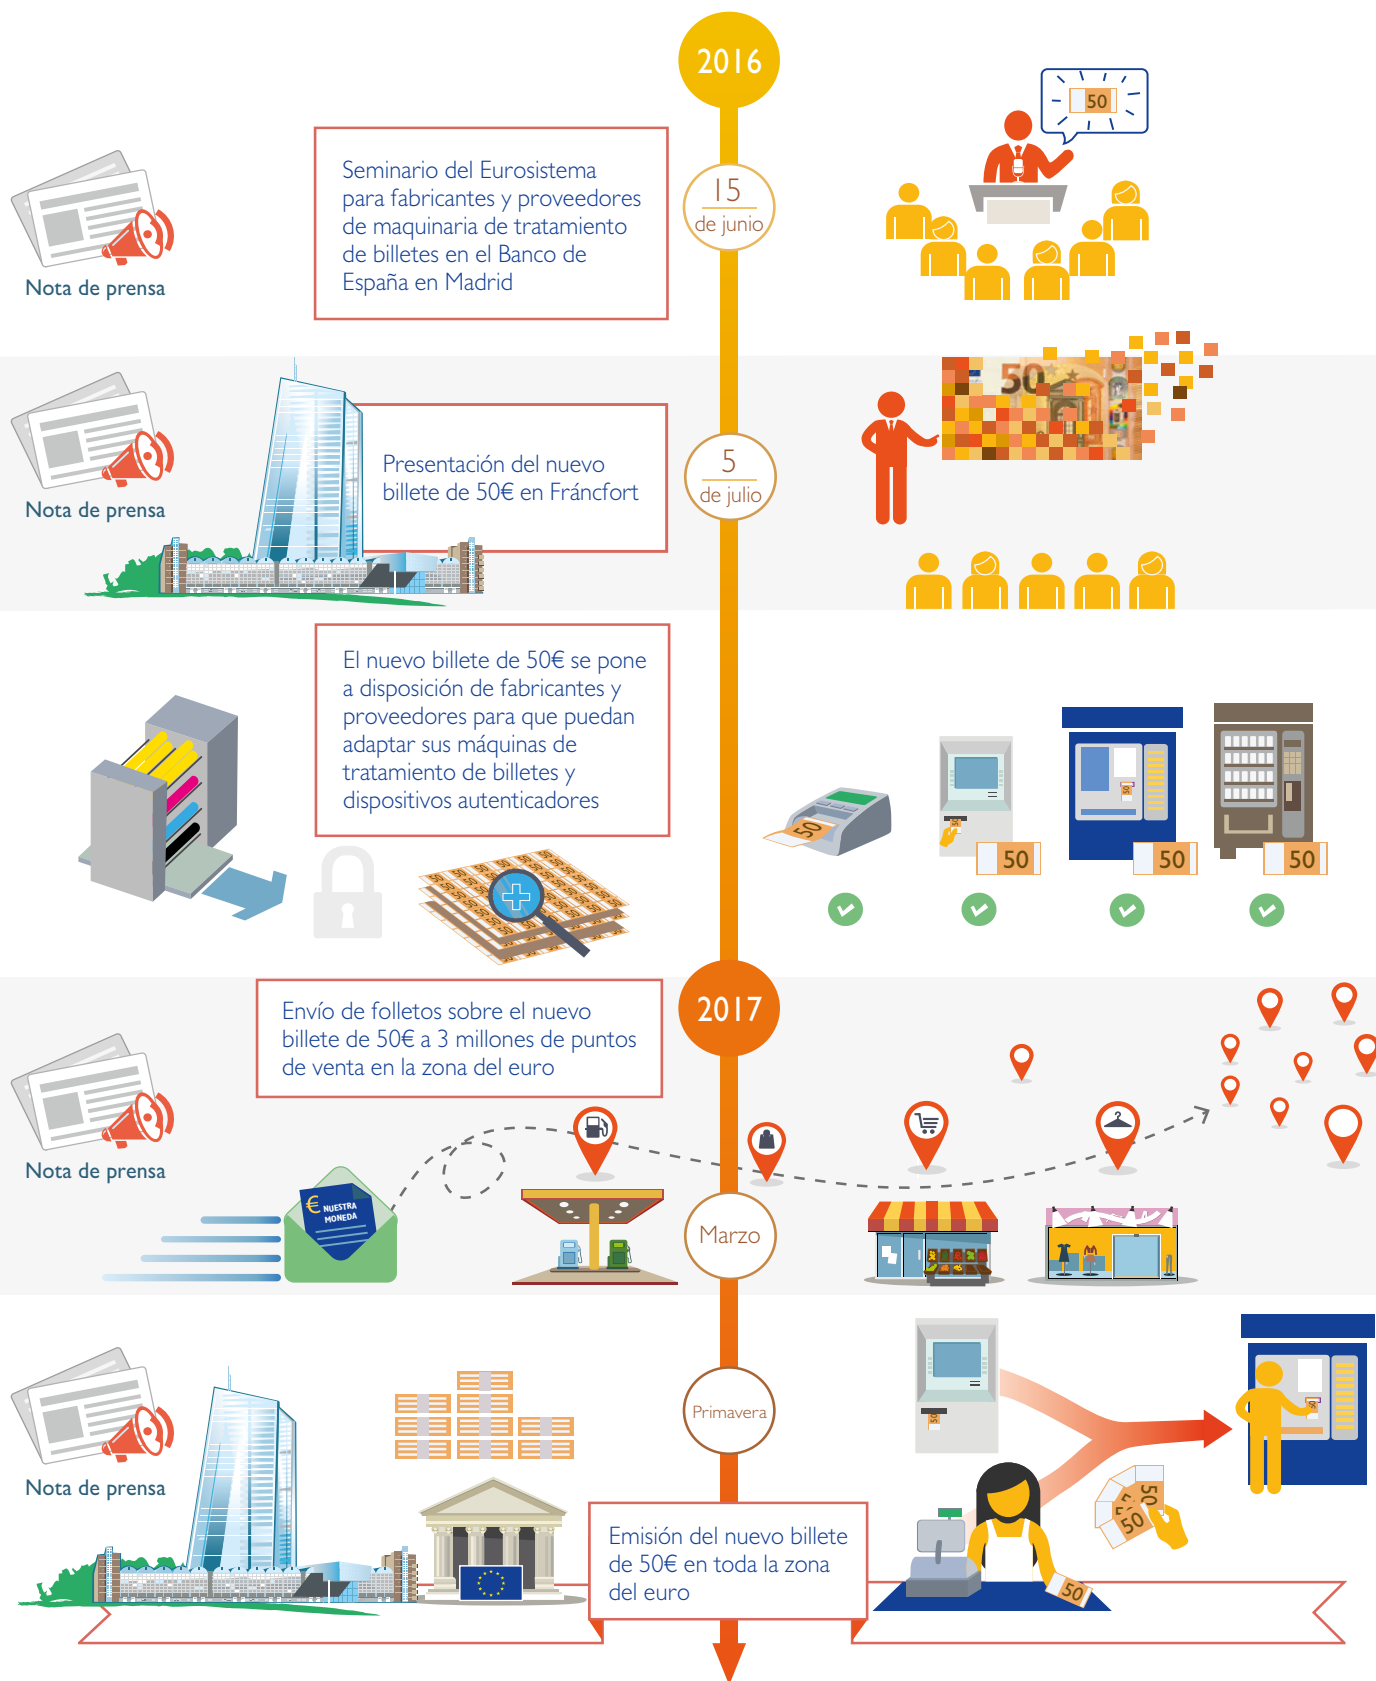 2016
50
Seminario del Eurosistema
para fabricantes y proveedores
de maquinaria de tratamiento
de billetes en el Banco de
España en Madrid
15
de junio
Nota de prensa
50
Presentación del nuevo
billete de 50€ en Fráncfort
5
de julio
Nota de prensa
El nuevo billete de 50€ se pone
a disposición de fabricantes y
proveedores para que puedan
adaptar sus máquinas de
tratamiento de billetes y
dispositivos autenticadores
50
50
50
50
50
50
2017
Envío de folletos sobre el nuevo
billete de 50€ a 3 millones de puntos
de venta en la zona del euro
Nota de prensa
€ NUESTRA
MONEDA
Marzo
Primavera
50
50
Nota de prensa
50
50
50
Emisión del nuevo billete
de 50€ en toda la zona
del euro